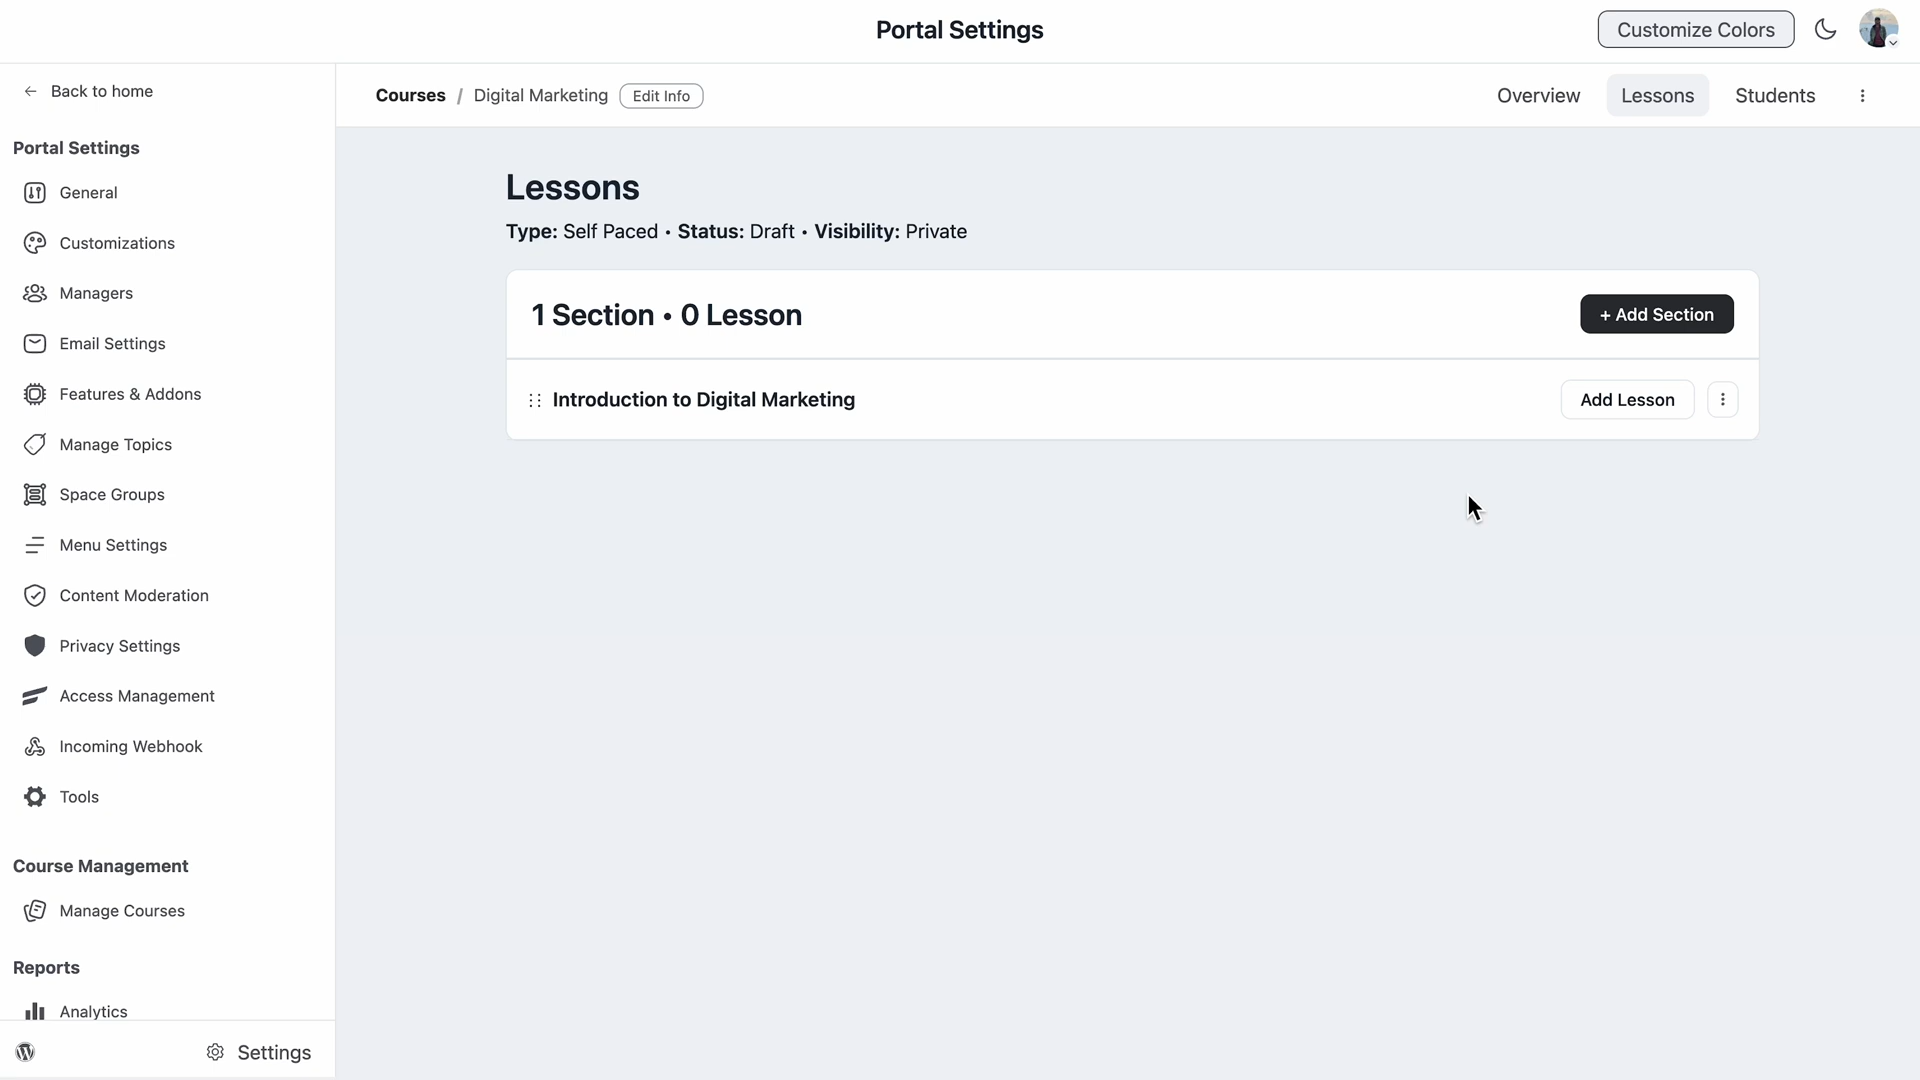 Portal Settings
Customize Colors
Back to home
Portal Settings
General
Customizations
Managers
Email Settings
Features & Addons
Manage Topics
Space Groups
Menu Settings
Content Moderation
Privacy Settings
Access Management
Incoming Webhook
Tools
Course Management
Manage Courses
Reports
Analytics
Settings
Courses / Digital Marketing Edit Info
Overview Lessons Students
Lessons
Type: Self Paced • Status: Draft • Visibility: Private
1 Section • 0 Lesson
+ Add Section
Introduction to Digital Marketing
Add Lesson